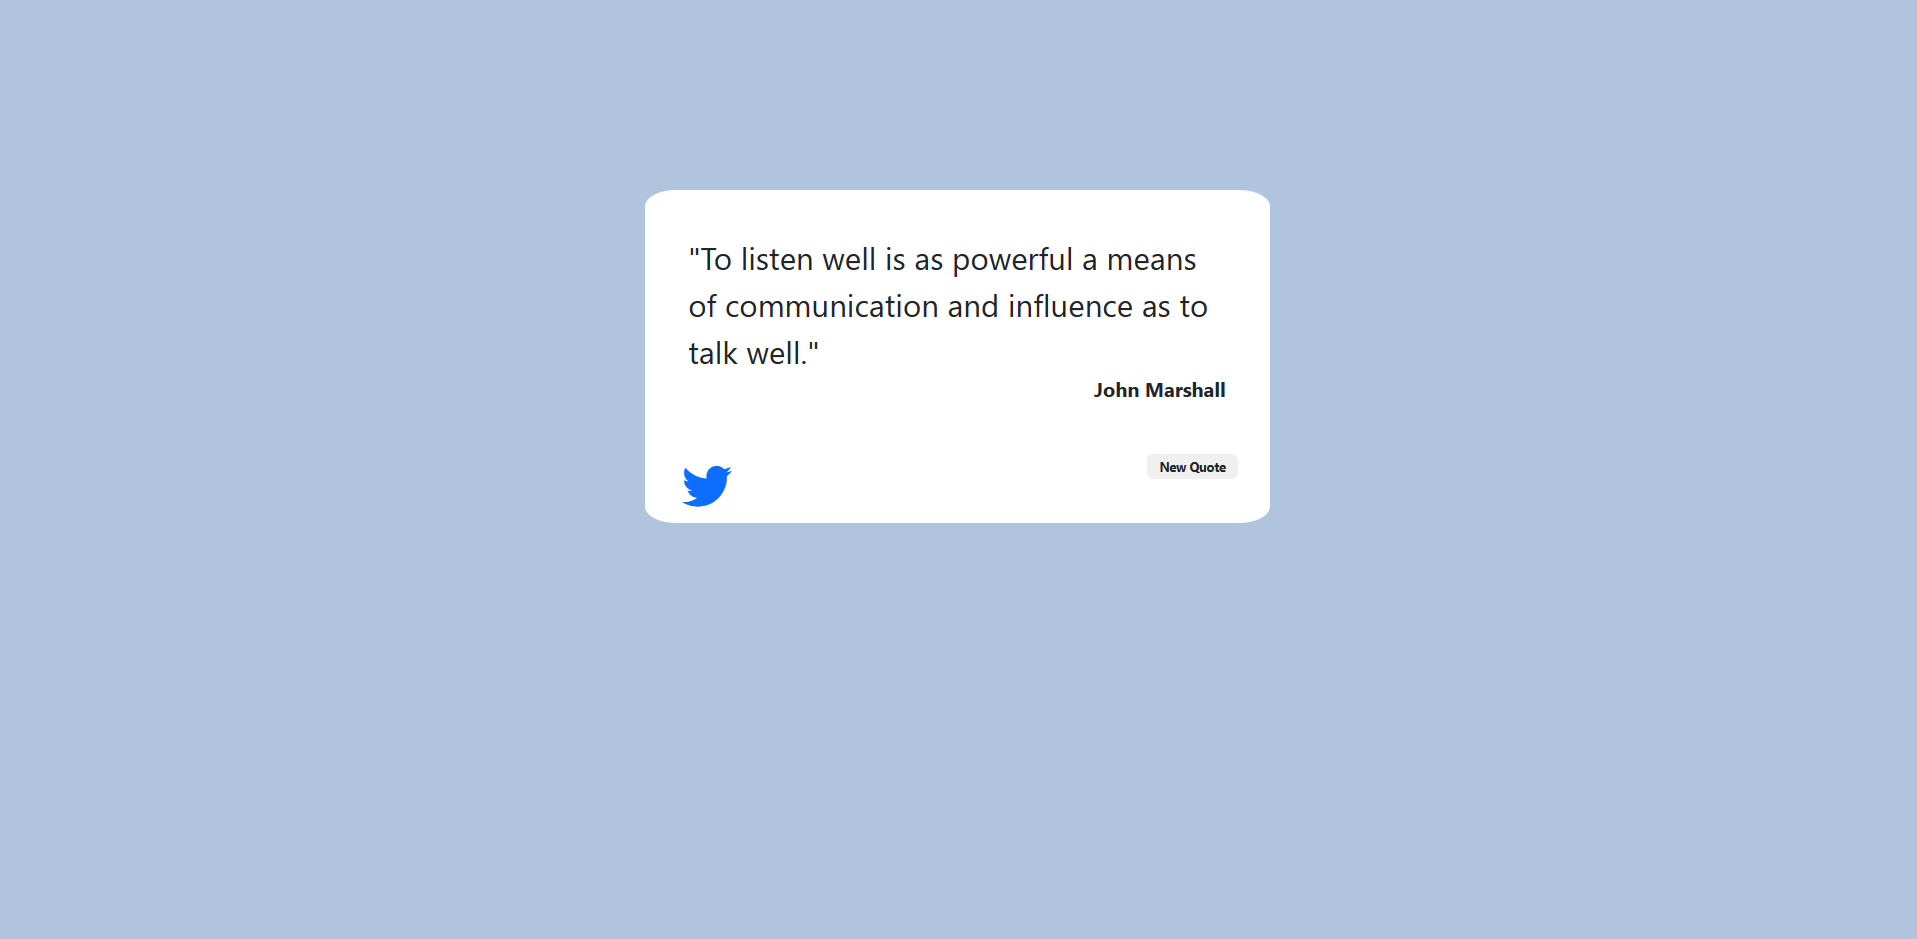 "To listen well is as powerful a means
of communication and influence as to
talk well."
John Marshall
New Quote